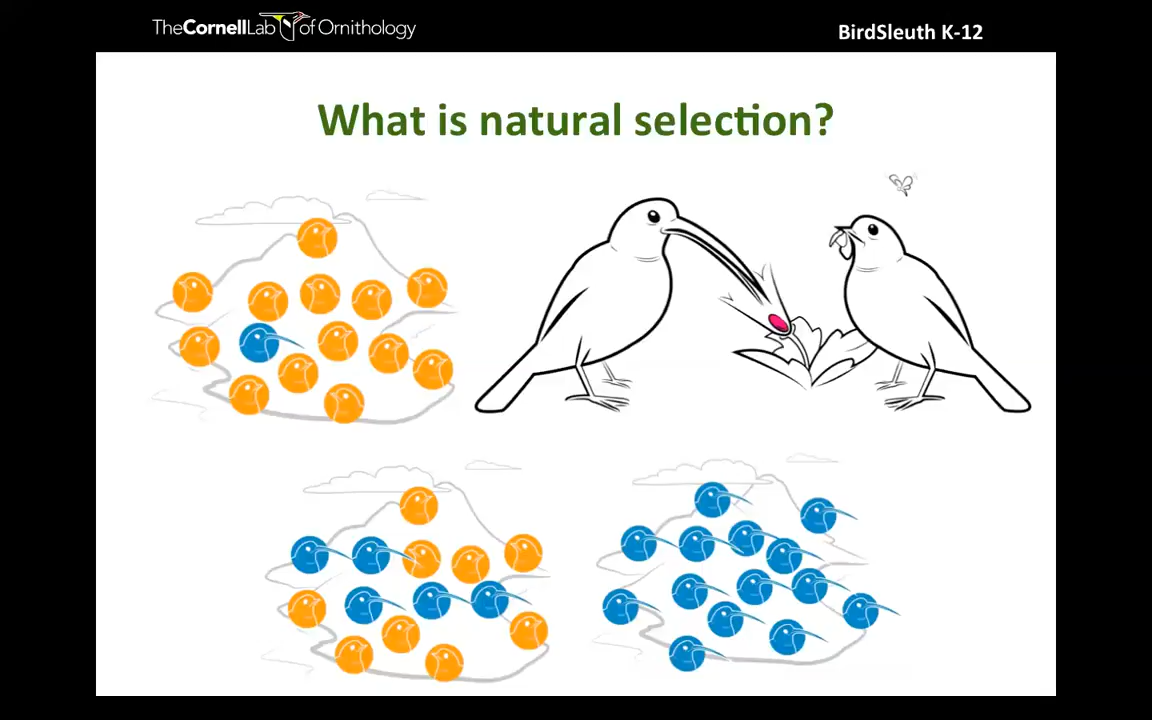 TheCornellLab of Ornithology
BirdSleuth K-12
What is natural selection?